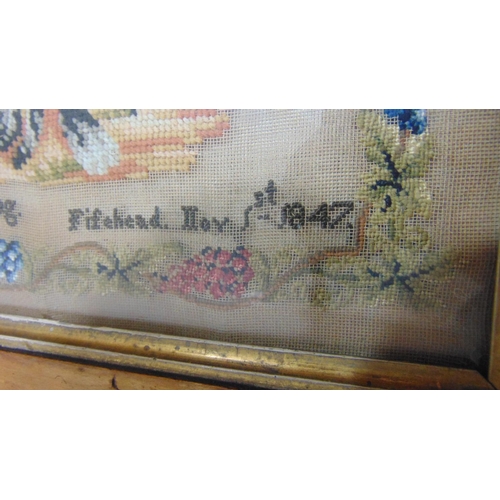 g. Fifehead. Nov 1st 1847.